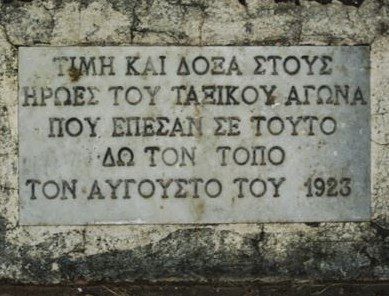 ΤΙΜΗ ΚΑΙ ΔΟΞΑ ΣΤΟΥΣ
ΗΡΩΕΣ ΤΟΥ ΤΑΞΙΚΟΥ ΑΓΩΝΑ
ΠΟΥ ΕΠΕΣΑΝ ΣΕ ΤΟΥΤΟ
ΔΩ ΤΟΝ ΤΟΠΟ
ΤΟΝ ΑΥΓΟΥΣΤΟ ΤΟΥ 1923